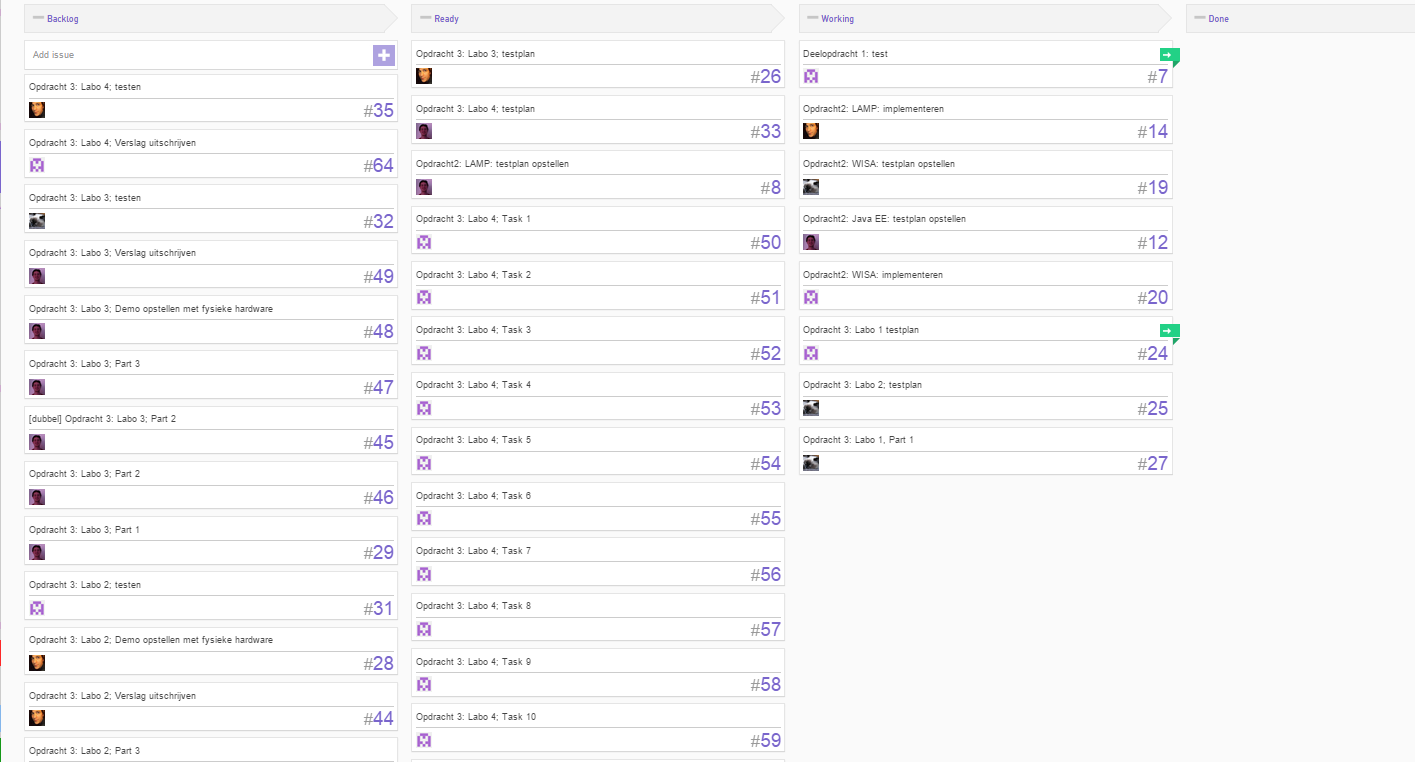 Backlog
Add issue
Opdracht 3: Labo 4; testen
#35
Opdracht 3: Labo 4; Verslag uitschrijven
#64
Opdracht 3: Labo 3; testen
#32
Opdracht 3: Labo 3; Verslag uitschrijven
#49
Opdracht 3: Labo 3; Demo opstellen met fysieke hardware
#48
Opdracht 3: Labo 3; Part 3
#47
[dubbel] Opdracht 3: Labo 3; Part 2
#45
Opdracht 3: Labo 3; Part 2
#46
Opdracht 3: Labo 3; Part 1
#29
Opdracht 3: Labo 2; testen
#31
Opdracht 3: Labo 2; Demo opstellen met fysieke hardware
#28
Opdracht 3: Labo 2; Verslag uitschrijven
#44
Opdracht 3: Labo 2; Part 3
Ready
Opdracht 3: Labo 3; testplan
#26
Opdracht 3: Labo 4; testplan
#33
Opdracht2: LAMP: testplan opstellen
#8
Opdracht 3: Labo 4; Task 1
#50
Opdracht 3: Labo 4; Task 2
#51
Opdracht 3: Labo 4; Task 3
#52
Opdracht 3: Labo 4; Task 4
#53
Opdracht 3: Labo 4; Task 5
#54
Opdracht 3: Labo 4; Task 6
#55
Opdracht 3: Labo 4; Task 7
#56
Opdracht 3: Labo 4; Task 8
#57
Opdracht 3: Labo 4; Task 9
#58
Opdracht 3: Labo 4; Task 10
#59
Working
Deelopdracht 1: test
#7
Opdracht2: LAMP: implementeren
#14
Opdracht2: WISA: testplan opstellen
#19
Opdracht2: Java EE: testplan opstellen
#12
Opdracht2: WISA: implementeren
#20
Opdracht 3: Labo 1 testplan
#24
Opdracht 3: Labo 2; testplan
#25
Opdracht 3: Labo 1, Part 1
#27
Done